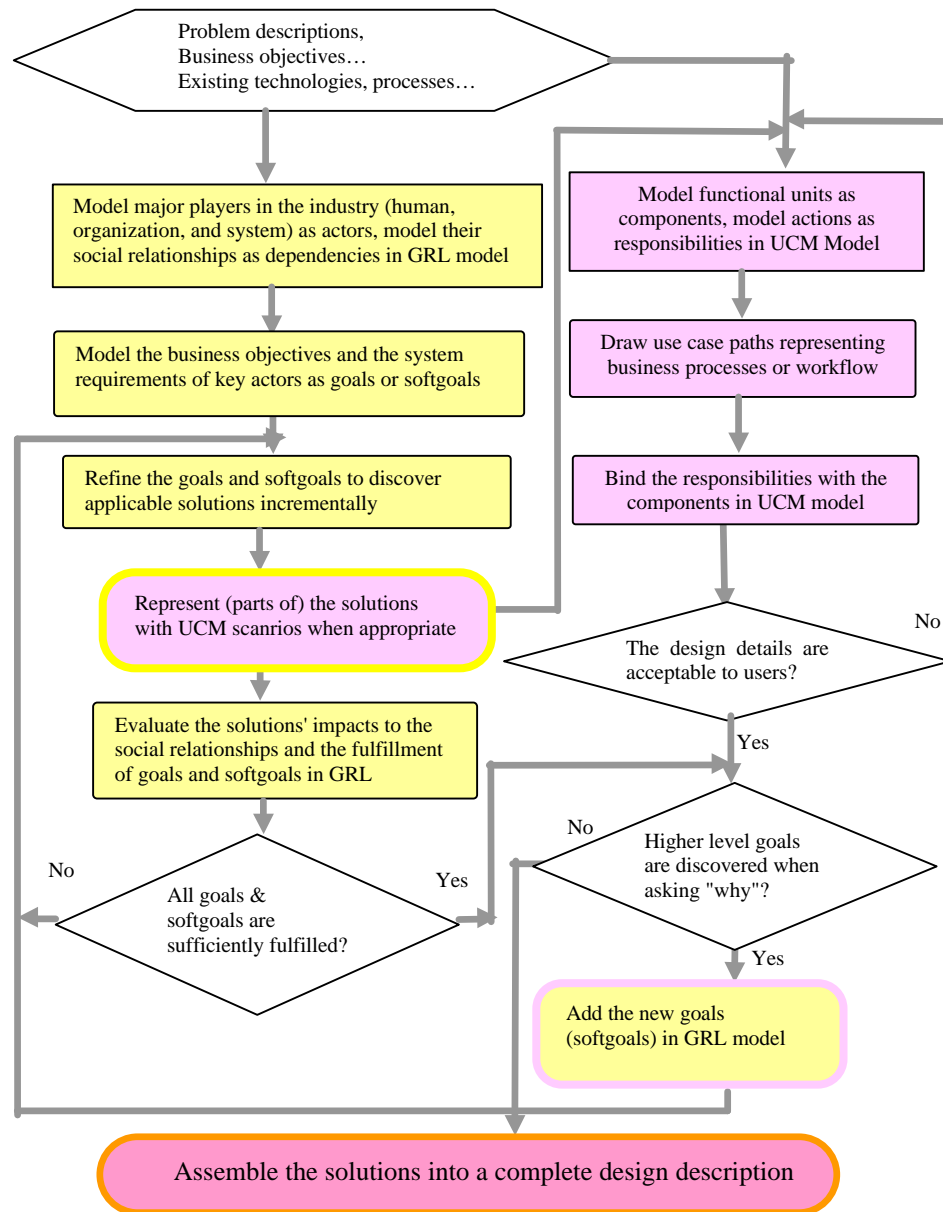 Problem descriptions,
Business objectives…
Existing technologies, processes…
Model major players in the industry (human,
organization, and system) as actors, model their
social relationships as dependencies in GRL model
Model the business objectives and the system
requirements of key actors as goals or softgoals
Refine the goals and softgoals to discover
applicable solutions incrementally
Represent (parts of) the solutions
with UCM scanrios when appropriate
Evaluate the solutions' impacts to the
social relationships and the fulfillment
of goals and softgoals in GRL
No
Yes
All goals &
softgoals are
sufficiently fulfilled?
Model functional units as
components, model actions as
responsibilities in UCM Model
Draw use case paths representing
business processes or workflow
Bind the responsibilities with the
components in UCM model
No
The design details are
acceptable to users?
Yes
No
Higher level goals
are discovered when
asking "why"?
Yes
Add the new goals
(softgoals) in GRL
model
Assemble the solutions into a complete design description